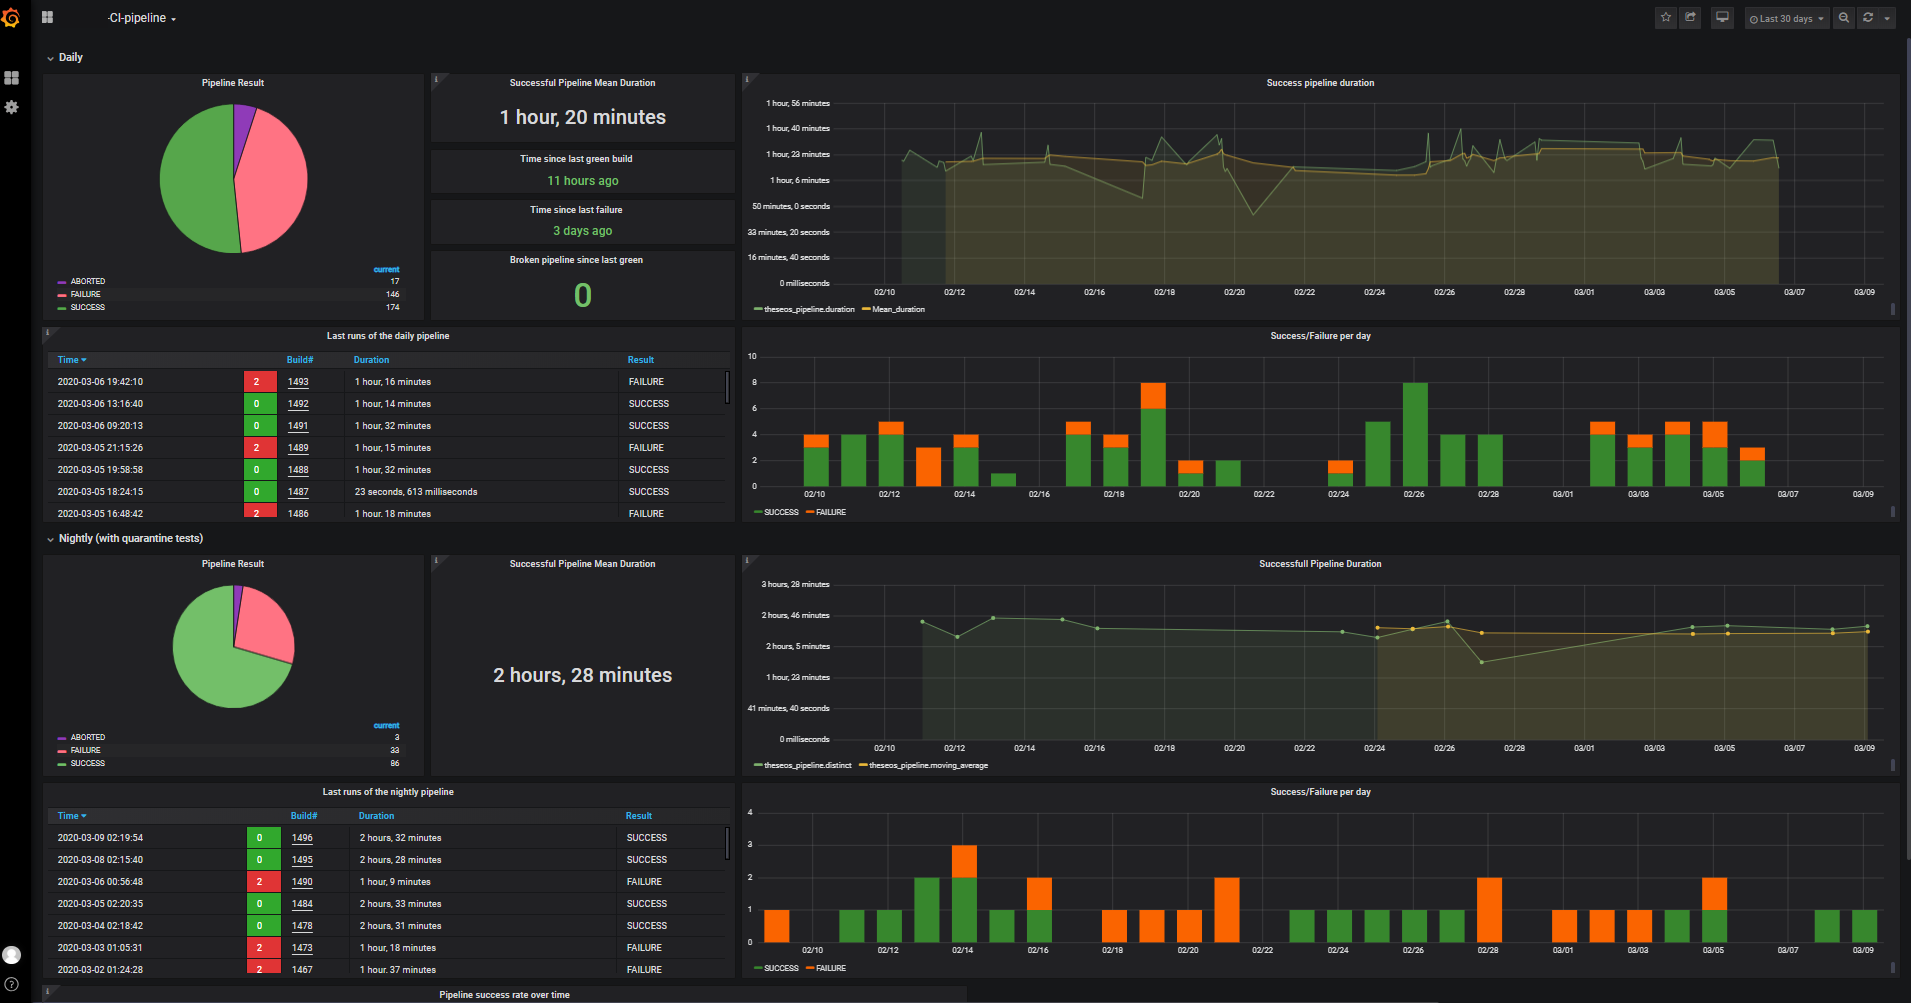 -CI-pipeline
Last 30 days
Daily
Pipeline Result
current
ABORTED 17
FAILURE 146
SUCCESS 174
Successful Pipeline Mean Duration
1 hour, 20 minutes
Time since last green build
11 hours ago
Time since last failure
3 days ago
Broken pipeline since last green
0
Success pipeline duration
1 hour, 56 minutes
1 hour, 40 minutes
1 hour, 23 minutes
1 hour, 6 minutes
50 minutes, 0 seconds
33 minutes, 20 seconds
16 minutes, 40 seconds
0 milliseconds
02/10 02/12 02/14 02/16 02/18 02/20 02/22 02/24 02/26 02/28 03/01 03/03 03/05 03/07 03/09
theseos_pipeline.duration Mean_duration
Last runs of the daily pipeline
Time Build# Duration Result
2020-03-06 19:42:10 2 1493 1 hour, 16 minutes FAILURE
2020-03-06 13:16:40 0 1492 1 hour, 14 minutes SUCCESS
2020-03-06 09:20:13 0 1491 1 hour, 32 minutes SUCCESS
2020-03-05 21:15:26 2 1489 1 hour, 15 minutes FAILURE
2020-03-05 19:58:58 0 1488 1 hour, 32 minutes SUCCESS
2020-03-05 18:24:15 0 1487 23 seconds, 613 milliseconds SUCCESS
2020-03-05 16:48:42 2 1486 1 hour, 18 minutes FAILURE
Success/Failure per day
10
8
6
4
2
0
02/10 02/12 02/14 02/16 02/18 02/20 02/22 02/24 02/26 02/28 03/01 03/03 03/05 03/07 03/09
SUCCESS FAILURE
Nightly (with quarantine tests)
Pipeline Result
current
ABORTED 3
FAILURE 33
SUCCESS 86
Successful Pipeline Mean Duration
2 hours, 28 minutes
Successfull Pipeline Duration
3 hours, 28 minutes
2 hours, 46 minutes
2 hours, 5 minutes
1 hour, 23 minutes
41 minutes, 40 seconds
0 milliseconds
02/10 02/12 02/14 02/16 02/18 02/20 02/22 02/24 02/26 02/28 03/01 03/03 03/05 03/07 03/09
theseos_pipeline.distinct theseos_pipeline.moving_average
Last runs of the nightly pipeline
Time Build# Duration Result
2020-03-09 02:19:54 0 1496 2 hours, 32 minutes SUCCESS
2020-03-08 02:15:40 0 1495 2 hours, 28 minutes SUCCESS
2020-03-06 00:56:48 2 1490 1 hour, 9 minutes FAILURE
2020-03-05 02:20:35 0 1484 2 hours, 33 minutes SUCCESS
2020-03-04 02:18:42 0 1478 2 hours, 31 minutes SUCCESS
2020-03-03 01:05:31 2 1473 1 hour, 18 minutes FAILURE
2020-03-02 01:24:28 2 1467 1 hour, 37 minutes FAILURE
Success/Failure per day
4
3
2
1
0
02/10 02/12 02/14 02/16 02/18 02/20 02/22 02/24 02/26 02/28 03/01 03/03 03/05 03/07 03/09
SUCCESS FAILURE
Pipeline success rate over time